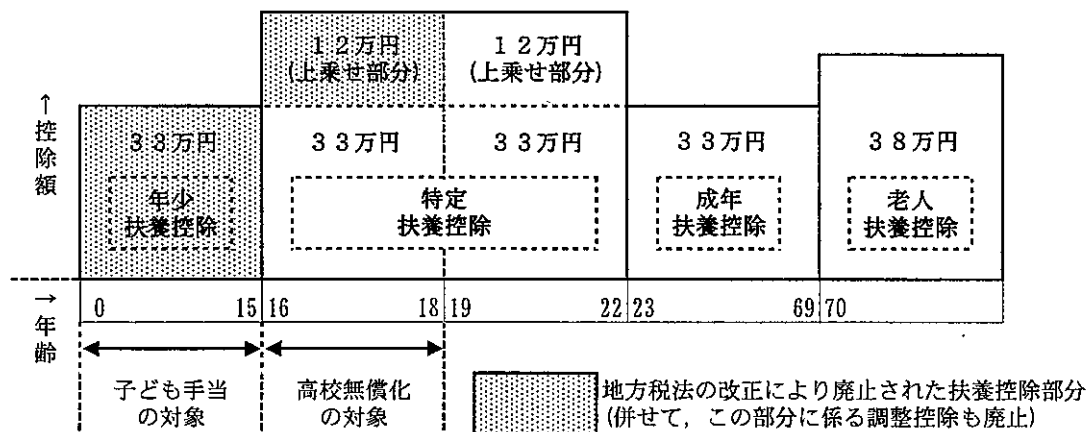 １２万円
(上乗せ部分)
１２万円
(上乗せ部分)
↑控除額
３３万円
３３万円
３３万円
３３万円
３８万円
年少
扶養控除
特定
扶養控除
成年
扶養控除
老人
扶養控除
→年齢
0 15 16 18 19 22 23 69 70
子ども手当
の対象
高校無償化
の対象
地方税法の改正により廃止された扶養控除部分
(併せて，この部分に係る調整控除も廃止)